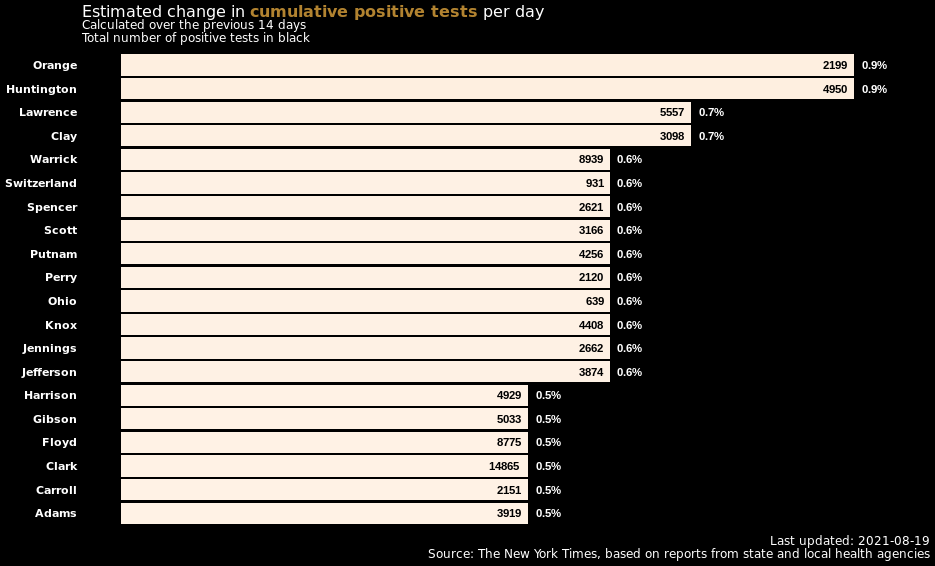 Estimated change in cumulative positive tests per day
Calculated over the previous 14 days
Total number of positive tests in black
Orange 2199 0.9%
Huntington 4950 0.9%
Lawrence 5557 0.7%
Clay 3098 0.7%
Warrick 8939 0.6%
Switzerland 931 0.6%
Spencer 2621 0.6%
Scott 3166 0.6%
Putnam 4256 0.6%
Perry 2120 0.6%
Ohio 639 0.6%
Knox 4408 0.6%
Jennings 2662 0.6%
Jefferson 3874 0.6%
Harrison 4929 0.5%
Gibson 5033 0.5%
Floyd 8775 0.5%
Clark 14865 0.5%
Carroll 2151 0.5%
Adams 3919 0.5%
Last updated: 2021-08-19
Source: The New York Times, based on reports from state and local health agencies